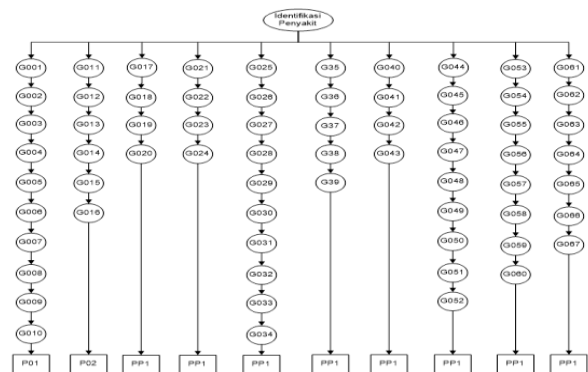 Identifikasi
Penyakit
G001 G011 G017 G021 G025 G35 G040 G044 G053 G061
G002 G012 G018 G022 G026 G36 G041 G045 G054 G062
G003 G013 G019 G023 G027 G37 G042 G046 G055 G063
G004 G014 G020 G024 G028 G38 G043 G047 G056 G064
G005 G015 G029 G39 G048 G057 G065
G006 G016 G030 G049 G058 G066
G007 G031 G050 G059 G067
G008 G032 G051 G060
G009 G033 G052
G010 G034
P01 P02 PP1 PP1 PP1 PP1 PP1 PP1 PP1 PP1